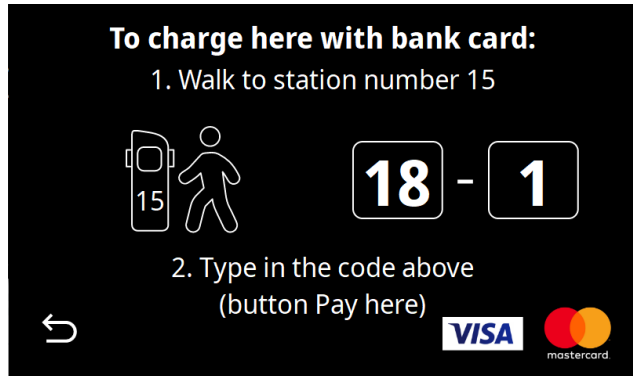 To charge here with bank card:
1. Walk to station number 15
15
18 - 1
2. Type in the code above
(button Pay here)
VISA
mastercard.